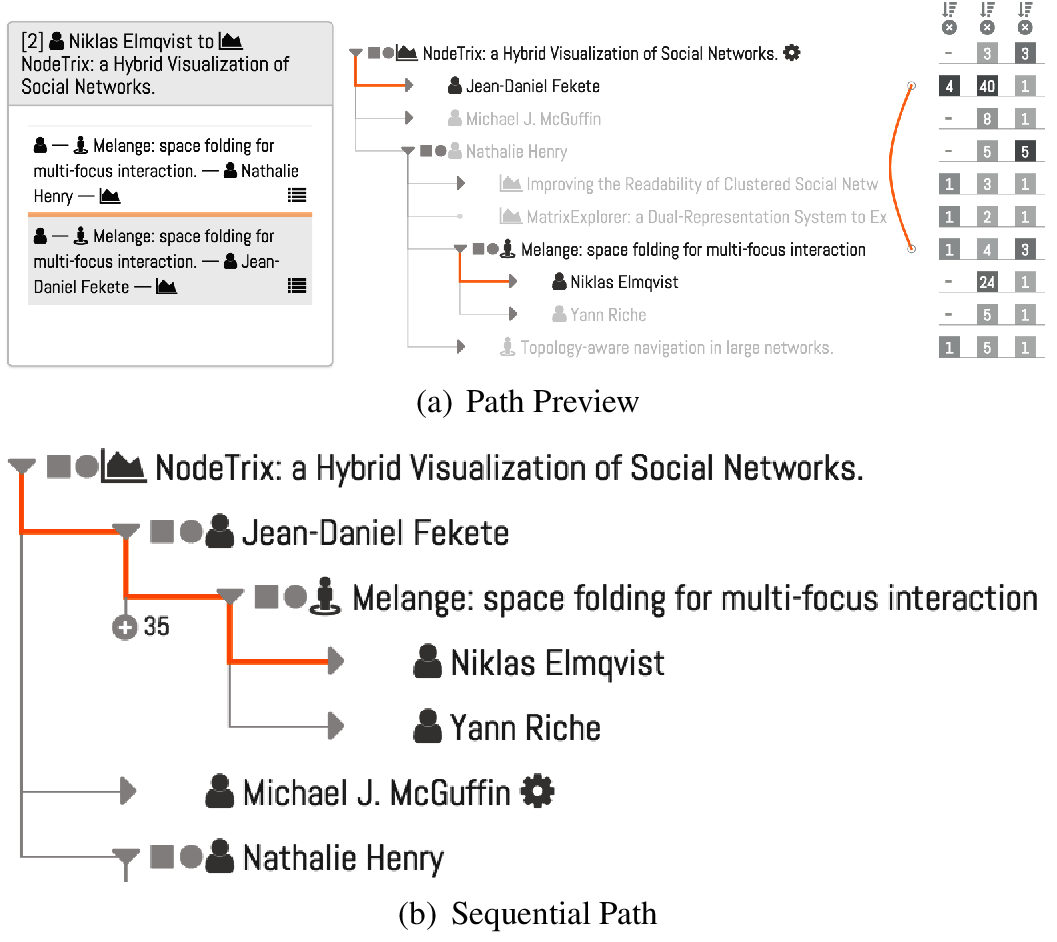 [2] Niklas Elmqvist to
NodeTrix: a Hybrid Visualization of
Social Networks.
— Melange: space folding for
multi-focus interaction. — Nathalie
Henry —
— Melange: space folding for
multi-focus interaction. — Jean-
Daniel Fekete —
NodeTrix: a Hybrid Visualization of Social Networks. - 3 3
Jean-Daniel Fekete 4 40 1
Michael J. McGuffin - 8 1
Nathalie Henry - 5 5
Improving the Readability of Clustered Social Netw 1 3 1
MatrixExplorer: a Dual-Representation System to Ex 1 2 1
Melange: space folding for multi-focus interaction 1 4 3
Niklas Elmqvist - 24 1
Yann Riche - 5 1
Topology-aware navigation in large networks. 1 5 1
(a) Path Preview
NodeTrix: a Hybrid Visualization of Social Networks.
Jean-Daniel Fekete
Melange: space folding for multi-focus interaction
35
Niklas Elmqvist
Yann Riche
Michael J. McGuffin
Nathalie Henry
(b) Sequential Path